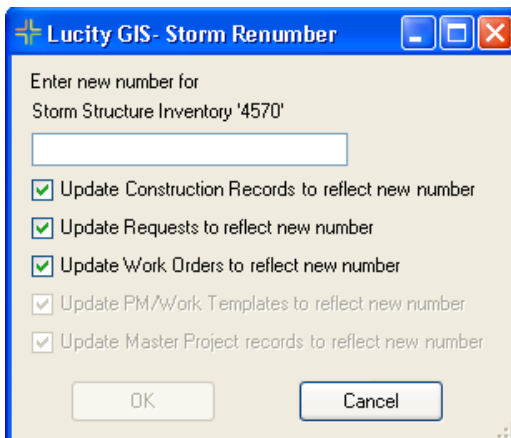 Lucity GIS- Storm Renumber
Enter new number for
Storm Structure Inventory '4570'
Update Construction Records to reflect new number
Update Requests to reflect new number
Update Work Orders to reflect new number
Update PM/Work Templates to reflect new number
Update Master Project records to reflect new number
OK
Cancel